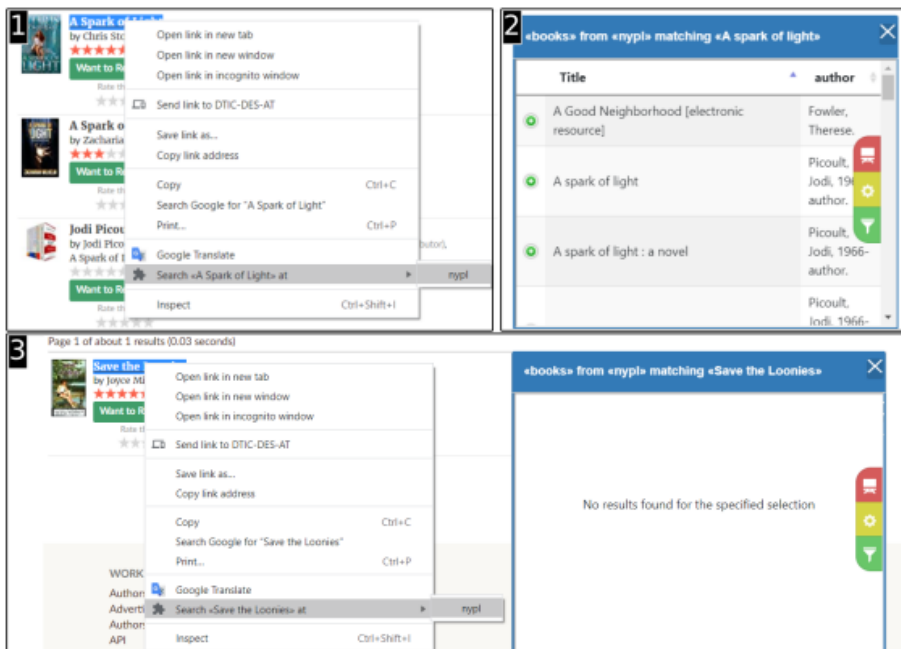 1
A Spark of Light
by Chris Sto
Want to Re
Rate th
A Spark o
by Zacharia
Want to Re
Rate th
Jodi Picou
by Jodi Pico
butor),
A Spark of l
Want to Re
Rate th
Open link in new tab
Open link in new window
Open link in incognito window
Send link to DTIC-DES-AT
Save link as...
Copy link address
Copy Ctrl+C
Search Google for "A Spark of Light"
Print... Ctrl+P
Google Translate
Search «A Spark of Light» at nypl
Inspect Ctrl+Shift+I
2
«books» from «nypl» matching «A spark of light»
Title author
A Good Neighborhood [electronic
resource]
Fowler,
Therese.
A spark of light
Picoult,
Jodi, 196
author.
A spark of light : a novel
Picoult,
Jodi, 1966-
author.
Picoult,
Jodi, 1966-
3
Page 1 of about 1 results (0.03 seconds)
Save the
by Joyce Mi
Want to R
Rate t
WORK
Author
Adverti
Authors
API
Open link in new tab
Open link in new window
Open link in incognito window
Send link to DTIC-DES-AT
Save link as...
Copy link address
Copy Ctrl+C
Search Google for "Save the Loonies"
Print... Ctrl+P
Google Translate
Search «Save the Loonies» at nypl
Inspect Ctrl+Shift+I
«books» from «nypl» matching «Save the Loonies»
No results found for the specified selection